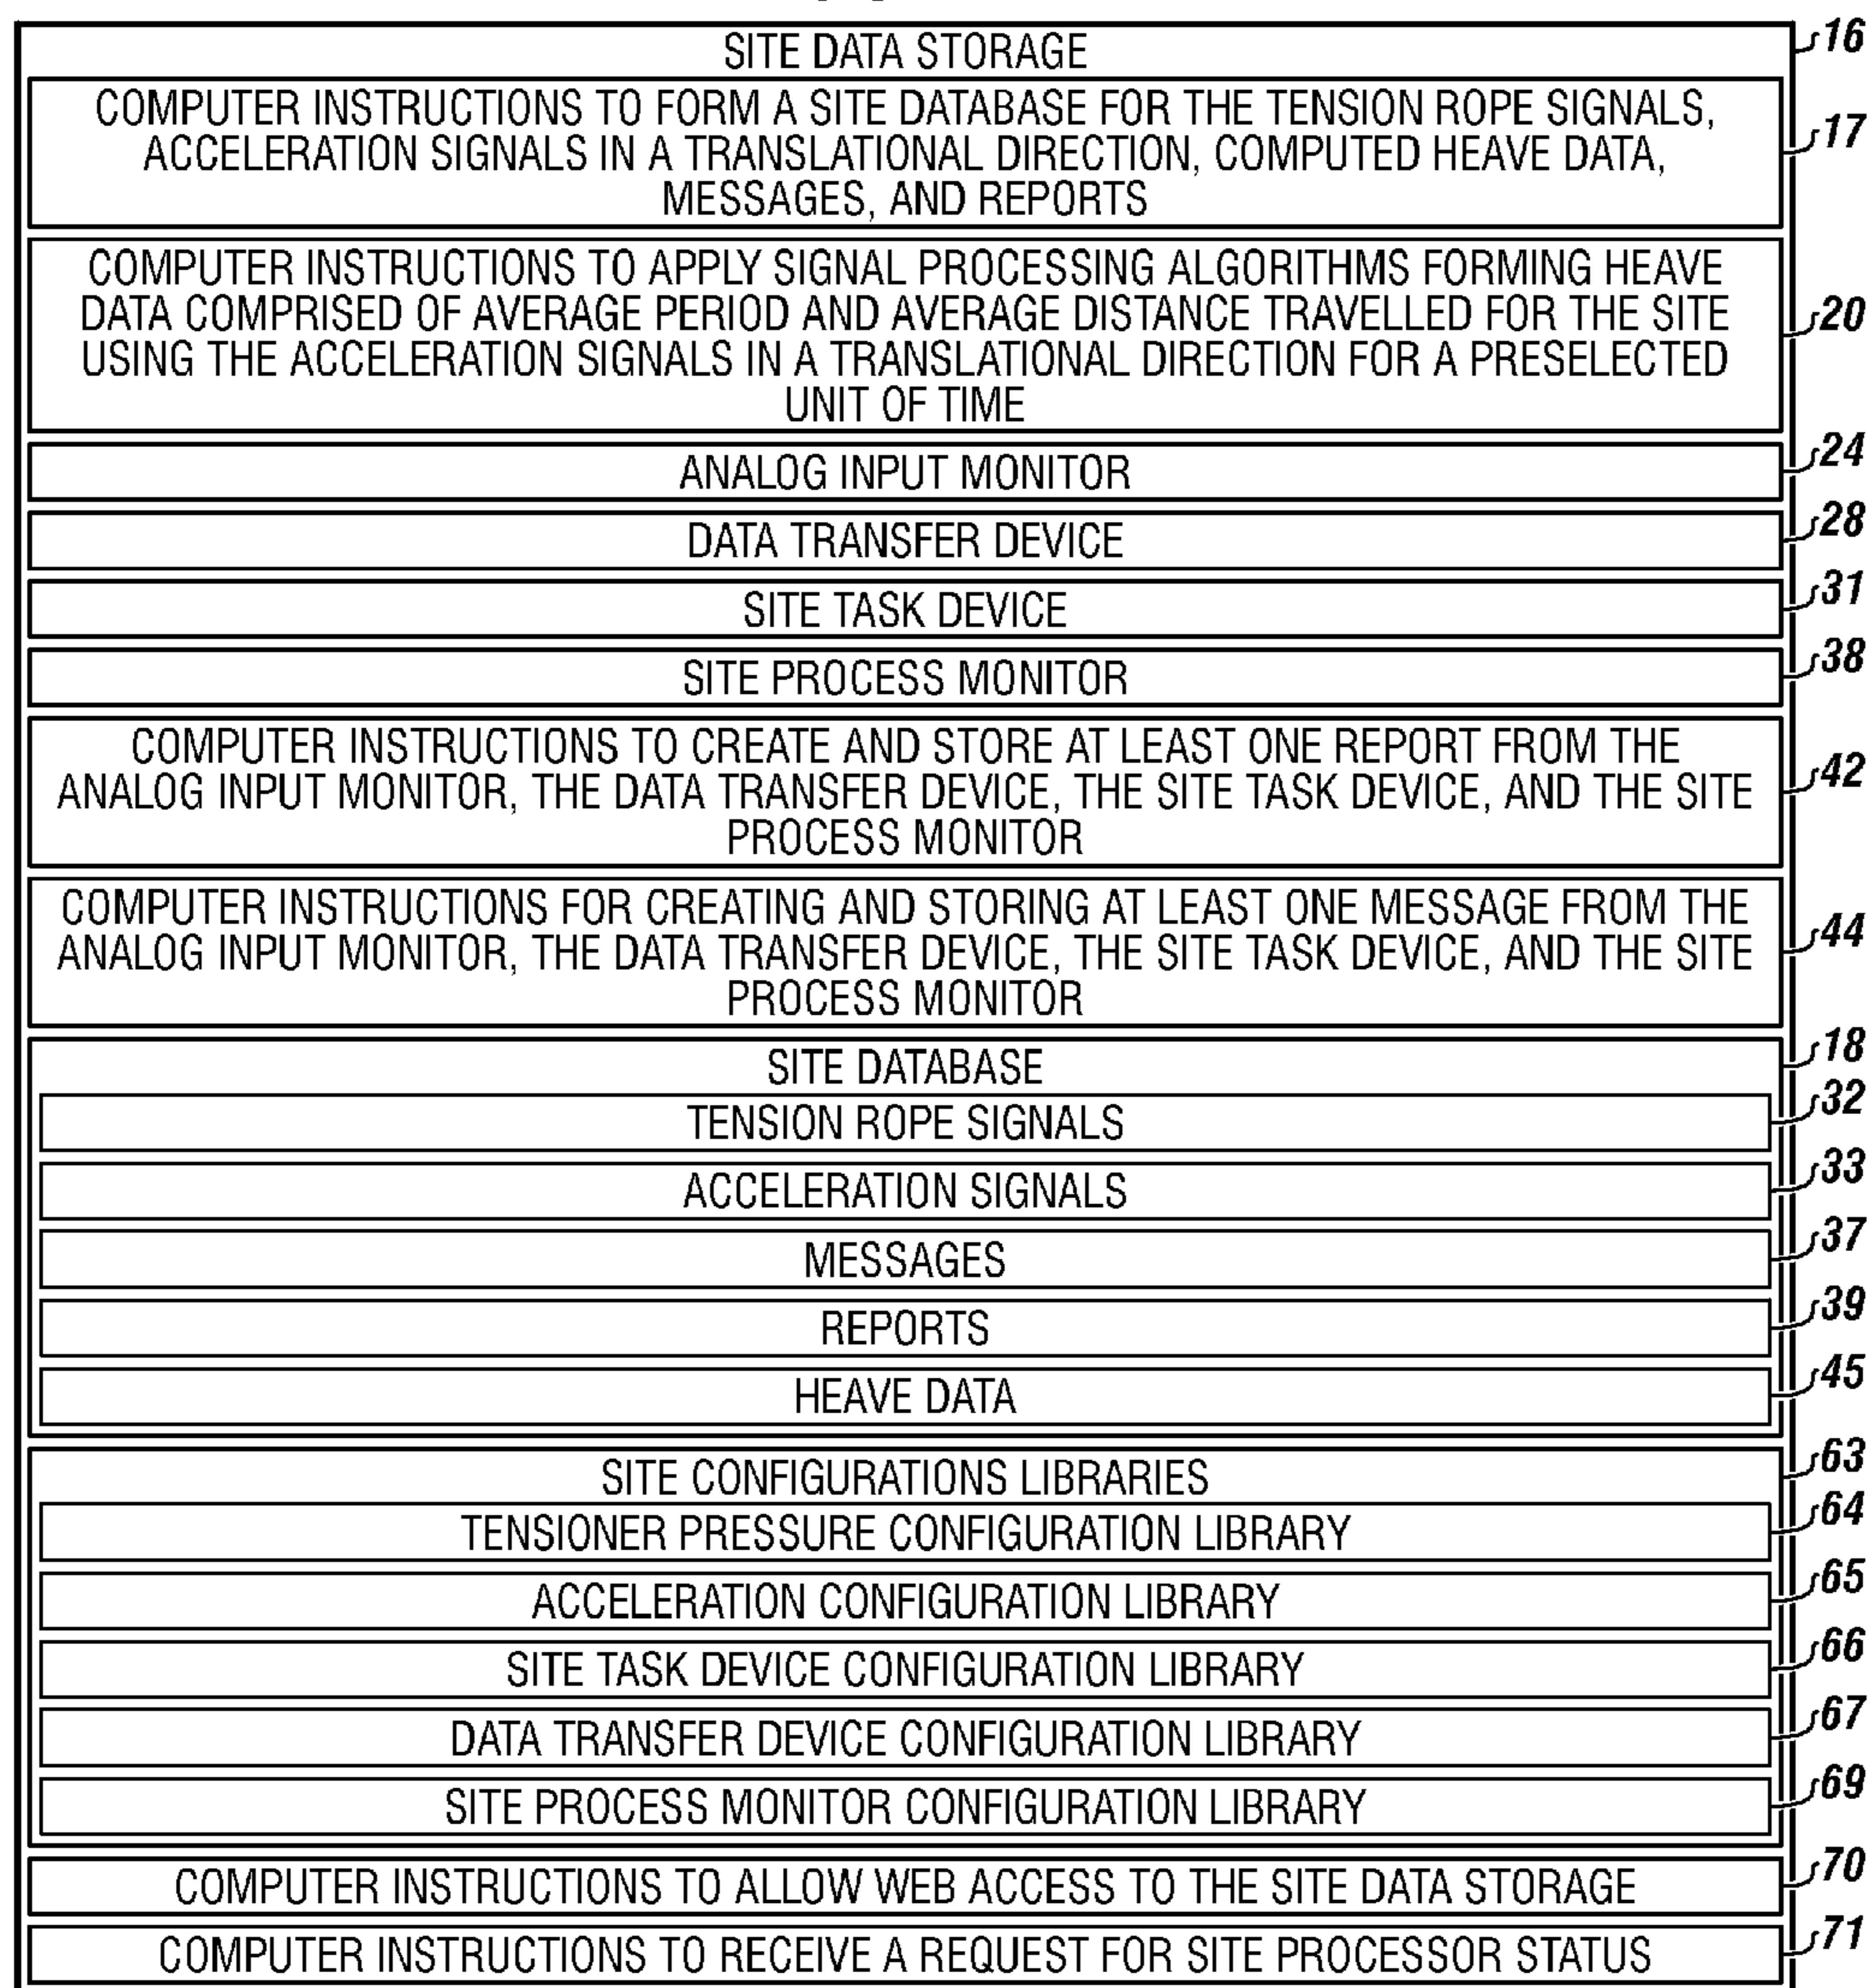 SITE DATA STORAGE
16
COMPUTER INSTRUCTIONS TO FORM A SITE DATABASE FOR THE TENSION ROPE SIGNALS,
ACCELERATION SIGNALS IN A TRANSLATIONAL DIRECTION, COMPUTED HEAVE DATA,
MESSAGES, AND REPORTS
17
COMPUTER INSTRUCTIONS TO APPLY SIGNAL PROCESSING ALGORITHMS FORMING HEAVE
DATA COMPRISED OF AVERAGE PERIOD AND AVERAGE DISTANCE TRAVELLED FOR THE SITE
USING THE ACCELERATION SIGNALS IN A TRANSLATIONAL DIRECTION FOR A PRESELECTED
UNIT OF TIME
20
ANALOG INPUT MONITOR
24
DATA TRANSFER DEVICE
28
SITE TASK DEVICE
31
SITE PROCESS MONITOR
38
COMPUTER INSTRUCTIONS TO CREATE AND STORE AT LEAST ONE REPORT FROM THE
ANALOG INPUT MONITOR, THE DATA TRANSFER DEVICE, THE SITE TASK DEVICE, AND THE SITE
PROCESS MONITOR
42
COMPUTER INSTRUCTIONS FOR CREATING AND STORING AT LEAST ONE MESSAGE FROM THE
ANALOG INPUT MONITOR, THE DATA TRANSFER DEVICE, THE SITE TASK DEVICE, AND THE SITE
PROCESS MONITOR
44
SITE DATABASE
18
TENSION ROPE SIGNALS
32
ACCELERATION SIGNALS
33
MESSAGES
37
REPORTS
39
HEAVE DATA
45
SITE CONFIGURATIONS LIBRARIES
63
TENSIONER PRESSURE CONFIGURATION LIBRARY
64
ACCELERATION CONFIGURATION LIBRARY
65
SITE TASK DEVICE CONFIGURATION LIBRARY
66
DATA TRANSFER DEVICE CONFIGURATION LIBRARY
67
SITE PROCESS MONITOR CONFIGURATION LIBRARY
69
COMPUTER INSTRUCTIONS TO ALLOW WEB ACCESS TO THE SITE DATA STORAGE
70
COMPUTER INSTRUCTIONS TO RECEIVE A REQUEST FOR SITE PROCESSOR STATUS
71